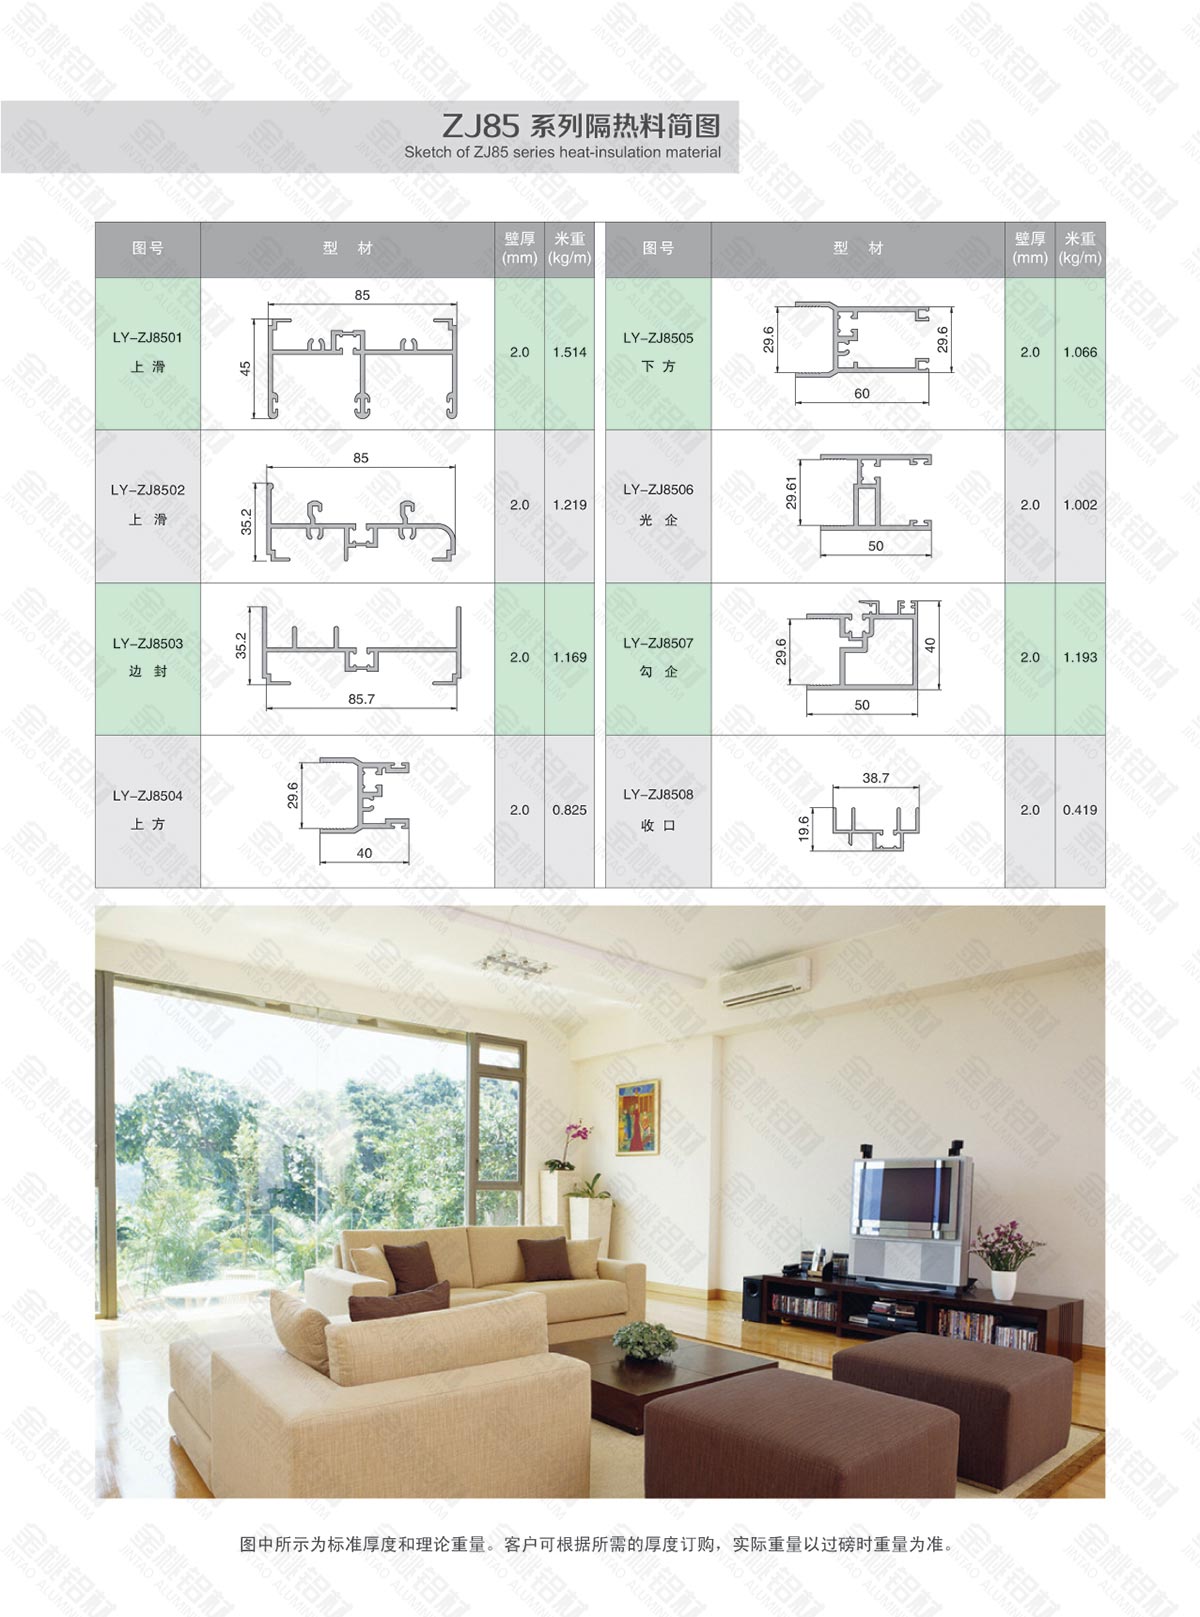 ZJ85 系列隔热料简图
Sketch of ZJ85 series heat-insulation material
图号 型 材 壁厚(mm) 米重(kg/m) 图号 型 材 壁厚(mm) 米重(kg/m)
LY-ZJ8501
上 滑
85
45
2.0 1.514
LY-ZJ8502
上 滑
85
35.2
2.0 1.219
LY-ZJ8503
边 封
35.2
85.7
2.0 1.169
LY-ZJ8504
上 方
29.6
40
2.0 0.825
LY-ZJ8505
下 方
29.6
29.6
60
2.0 1.066
LY-ZJ8506
光 企
29.61
50
2.0 1.002
LY-ZJ8507
勾 企
29.6
40
50
2.0 1.193
LY-ZJ8508
收 口
38.7
19.6
2.0 0.419
图中所示为标准厚度和理论重量。客户可根据所需的厚度订购，实际重量以过磅时重量为准。
金桃铝材
JINTAO ALUMINIUM